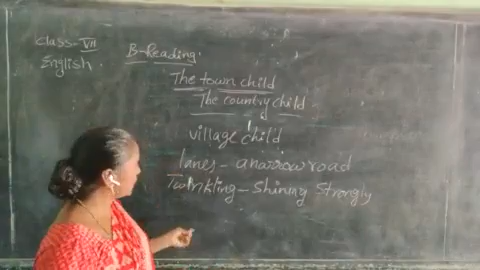 Class-VII
English.
B-Reading.
The town child
The country child
village child
lanes - a narrow road
Twinkling - Shining Strongly